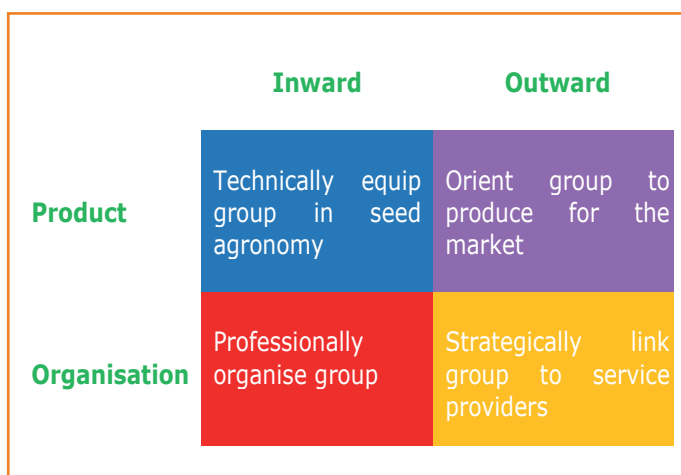 Inward Outward
Product
Technically equip
group in seed
agronomy
Orient group to
produce for the
market
Organisation
Professionally
organise group
Strategically link
group to service
providers